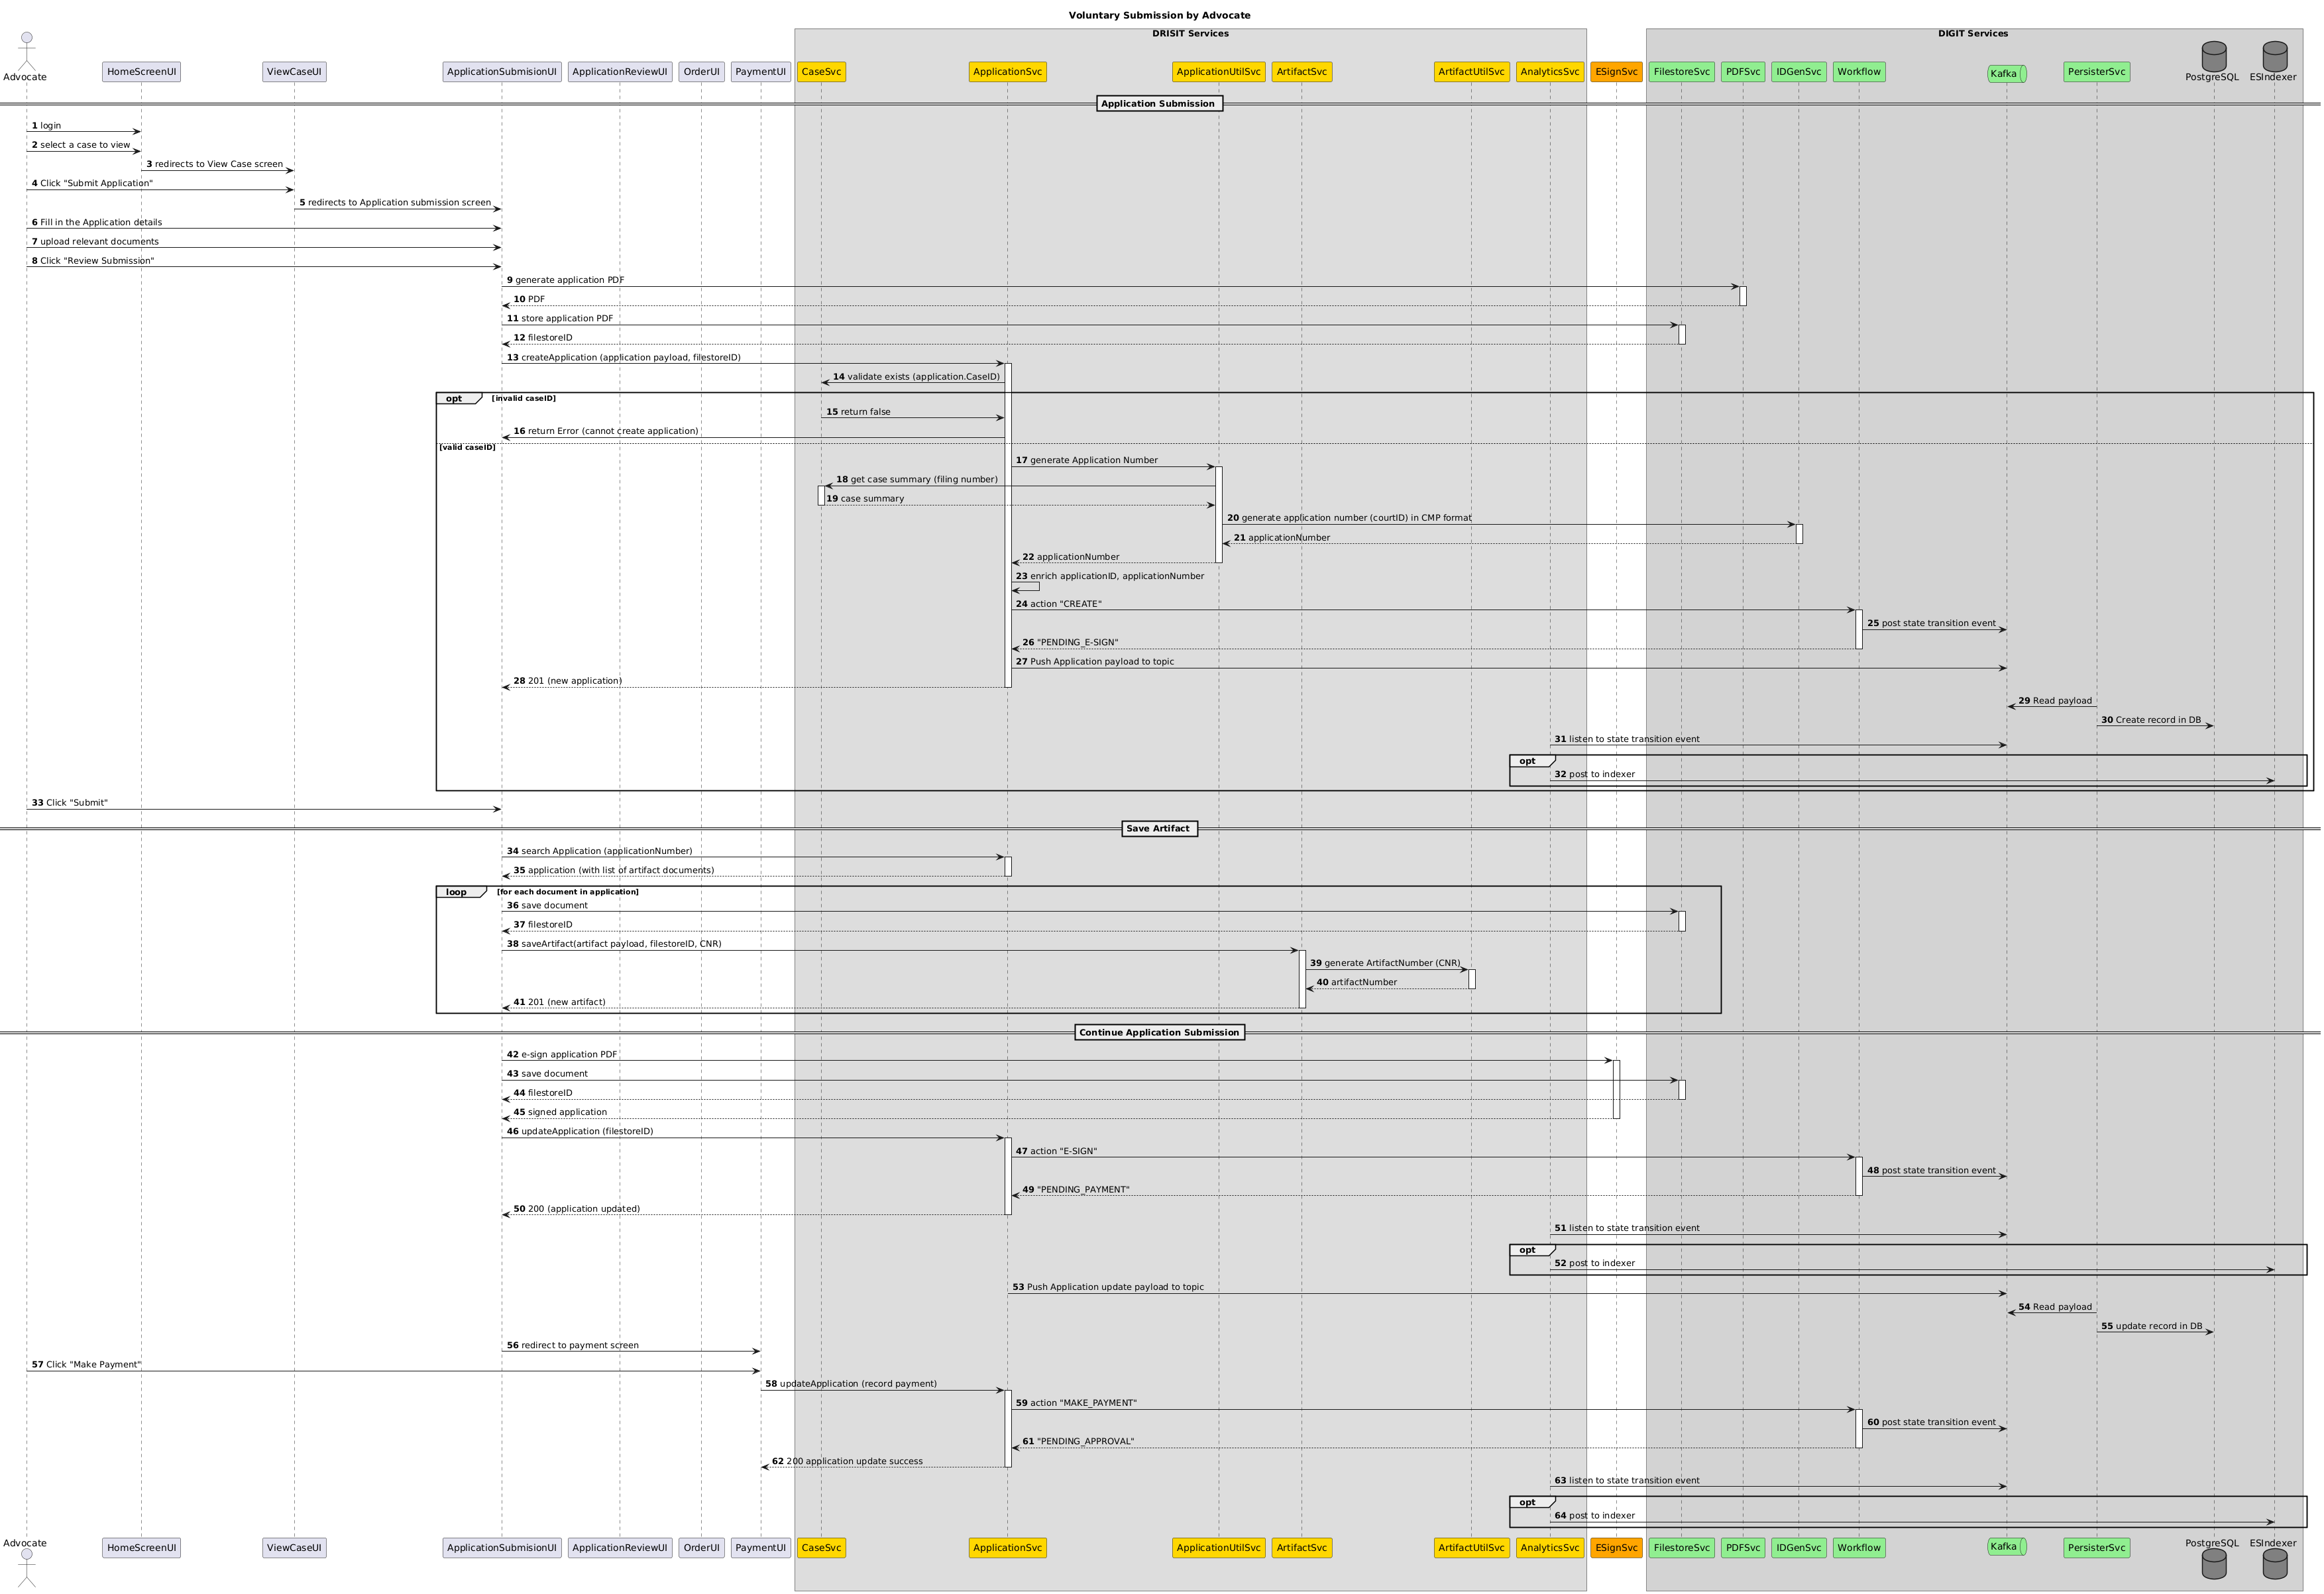 Voluntary Submission by Advocate
DRISIT Services
DIGIT Services
Advocate
HomeScreenUI
ViewCaseUI
ApplicationSubmisionUI
ApplicationReviewUI
OrderUI
PaymentUI
CaseSvc
ApplicationSvc
ApplicationUtilSvc
ArtifactSvc
ArtifactUtilSvc
AnalyticsSvc
ESignSvc
FilestoreSvc
PDFSvc
IDGenSvc
Workflow
Kafka
PersisterSvc
PostgreSQL
ESIndexer
Application Submission
1 login
2 select a case to view
3 redirects to View Case screen
4 Click "Submit Application"
5 redirects to Application submission screen
6 Fill in the Application details
7 upload relevant documents
8 Click "Review Submission"
9 generate application PDF
10 PDF
11 store application PDF
12 filestoreID
13 createApplication (application payload, filestoreID)
14 validate exists (application.CaseID)
opt [invalid caseID]
15 return false
16 return Error (cannot create application)
[valid caseID]
17 generate Application Number
18 get case summary (filing number)
19 case summary
20 generate application number (courtID) in CMP format
21 applicationNumber
22 applicationNumber
23 enrich applicationID, applicationNumber
24 action "CREATE"
25 post state transition event
26 "PENDING_E-SIGN"
27 Push Application payload to topic
28 201 (new application)
29 Read payload
30 Create record in DB
31 listen to state transition event
opt
32 post to indexer
33 Click "Submit"
Save Artifact
34 search Application (applicationNumber)
35 application (with list of artifact documents)
loop [for each document in application]
36 save document
37 filestoreID
38 saveArtifact(artifact payload, filestoreID, CNR)
39 generate ArtifactNumber (CNR)
40 artifactNumber
41 201 (new artifact)
Continue Application Submission
42 e-sign application PDF
43 save document
44 filestoreID
45 signed application
46 updateApplication (filestoreID)
47 action "E-SIGN"
48 post state transition event
49 "PENDING_PAYMENT"
50 200 (application updated)
51 listen to state transition event
opt
52 post to indexer
53 Push Application update payload to topic
54 Read payload
55 update record in DB
56 redirect to payment screen
57 Click "Make Payment"
58 updateApplication (record payment)
59 action "MAKE_PAYMENT"
60 post state transition event
61 "PENDING_APPROVAL"
62 200 application update success
63 listen to state transition event
opt
64 post to indexer
Advocate
HomeScreenUI
ViewCaseUI
ApplicationSubmisionUI
ApplicationReviewUI
OrderUI
PaymentUI
CaseSvc
ApplicationSvc
ApplicationUtilSvc
ArtifactSvc
ArtifactUtilSvc
AnalyticsSvc
ESignSvc
FilestoreSvc
PDFSvc
IDGenSvc
Workflow
Kafka
PersisterSvc
PostgreSQL
ESIndexer